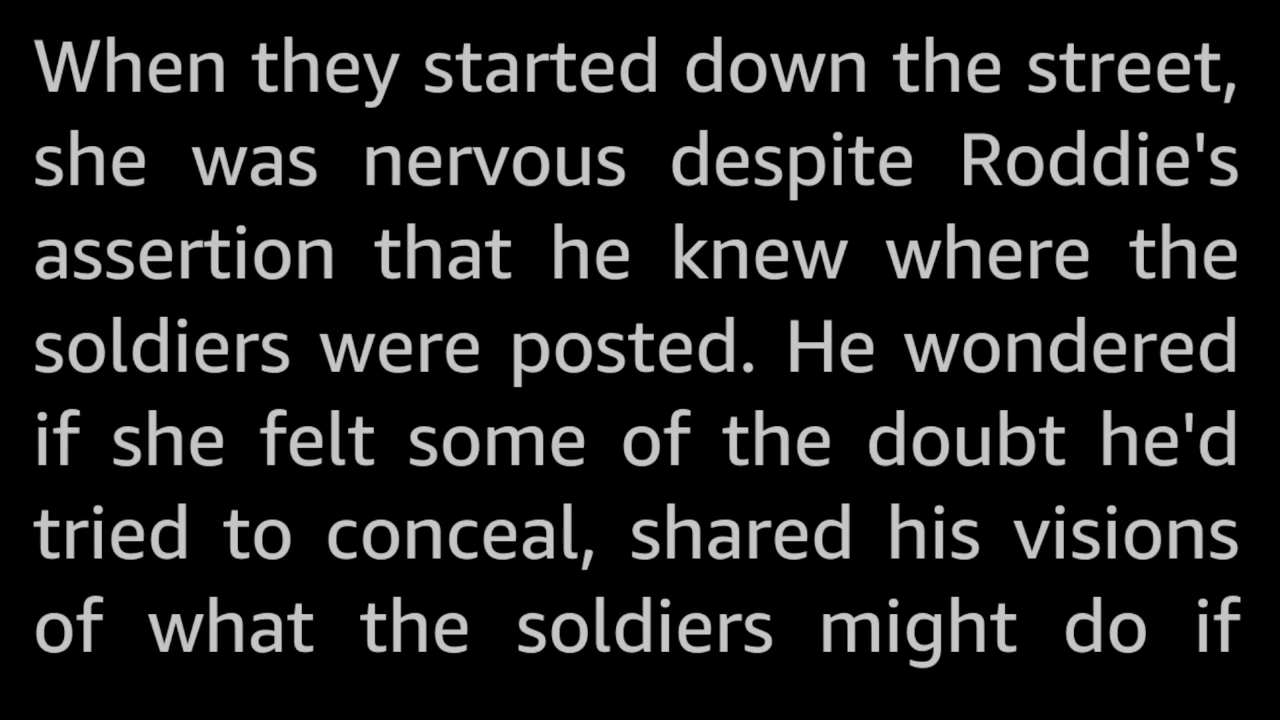 When they started down the street,
she was nervous despite Roddie's
assertion that he knew where the
soldiers were posted. He wondered
if she felt some of the doubt he'd
tried to conceal, shared his visions
of what the soldiers might do if